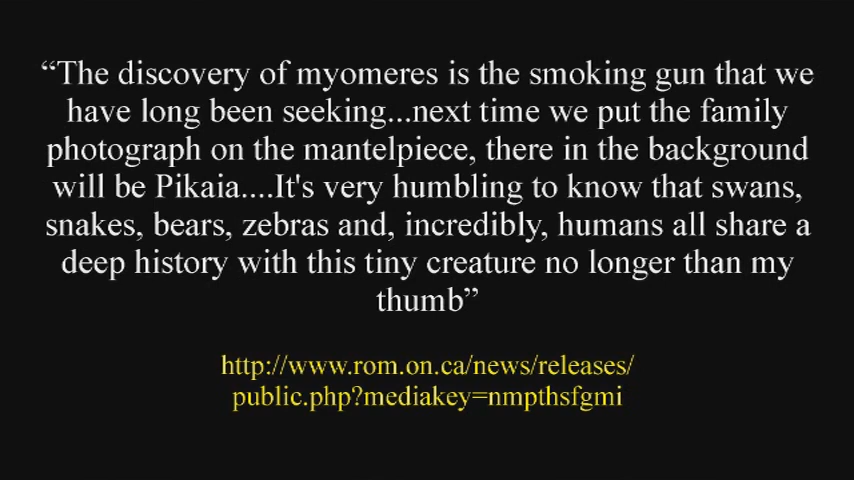 “The discovery of myomeres is the smoking gun that we
have long been seeking...next time we put the family
photograph on the mantelpiece, there in the background
will be Pikaia....It's very humbling to know that swans,
snakes, bears, zebras and, incredibly, humans all share a
deep history with this tiny creature no longer than my
thumb”
http://www.rom.on.ca/news/releases/
public.php?mediakey=nmpthsfgmi